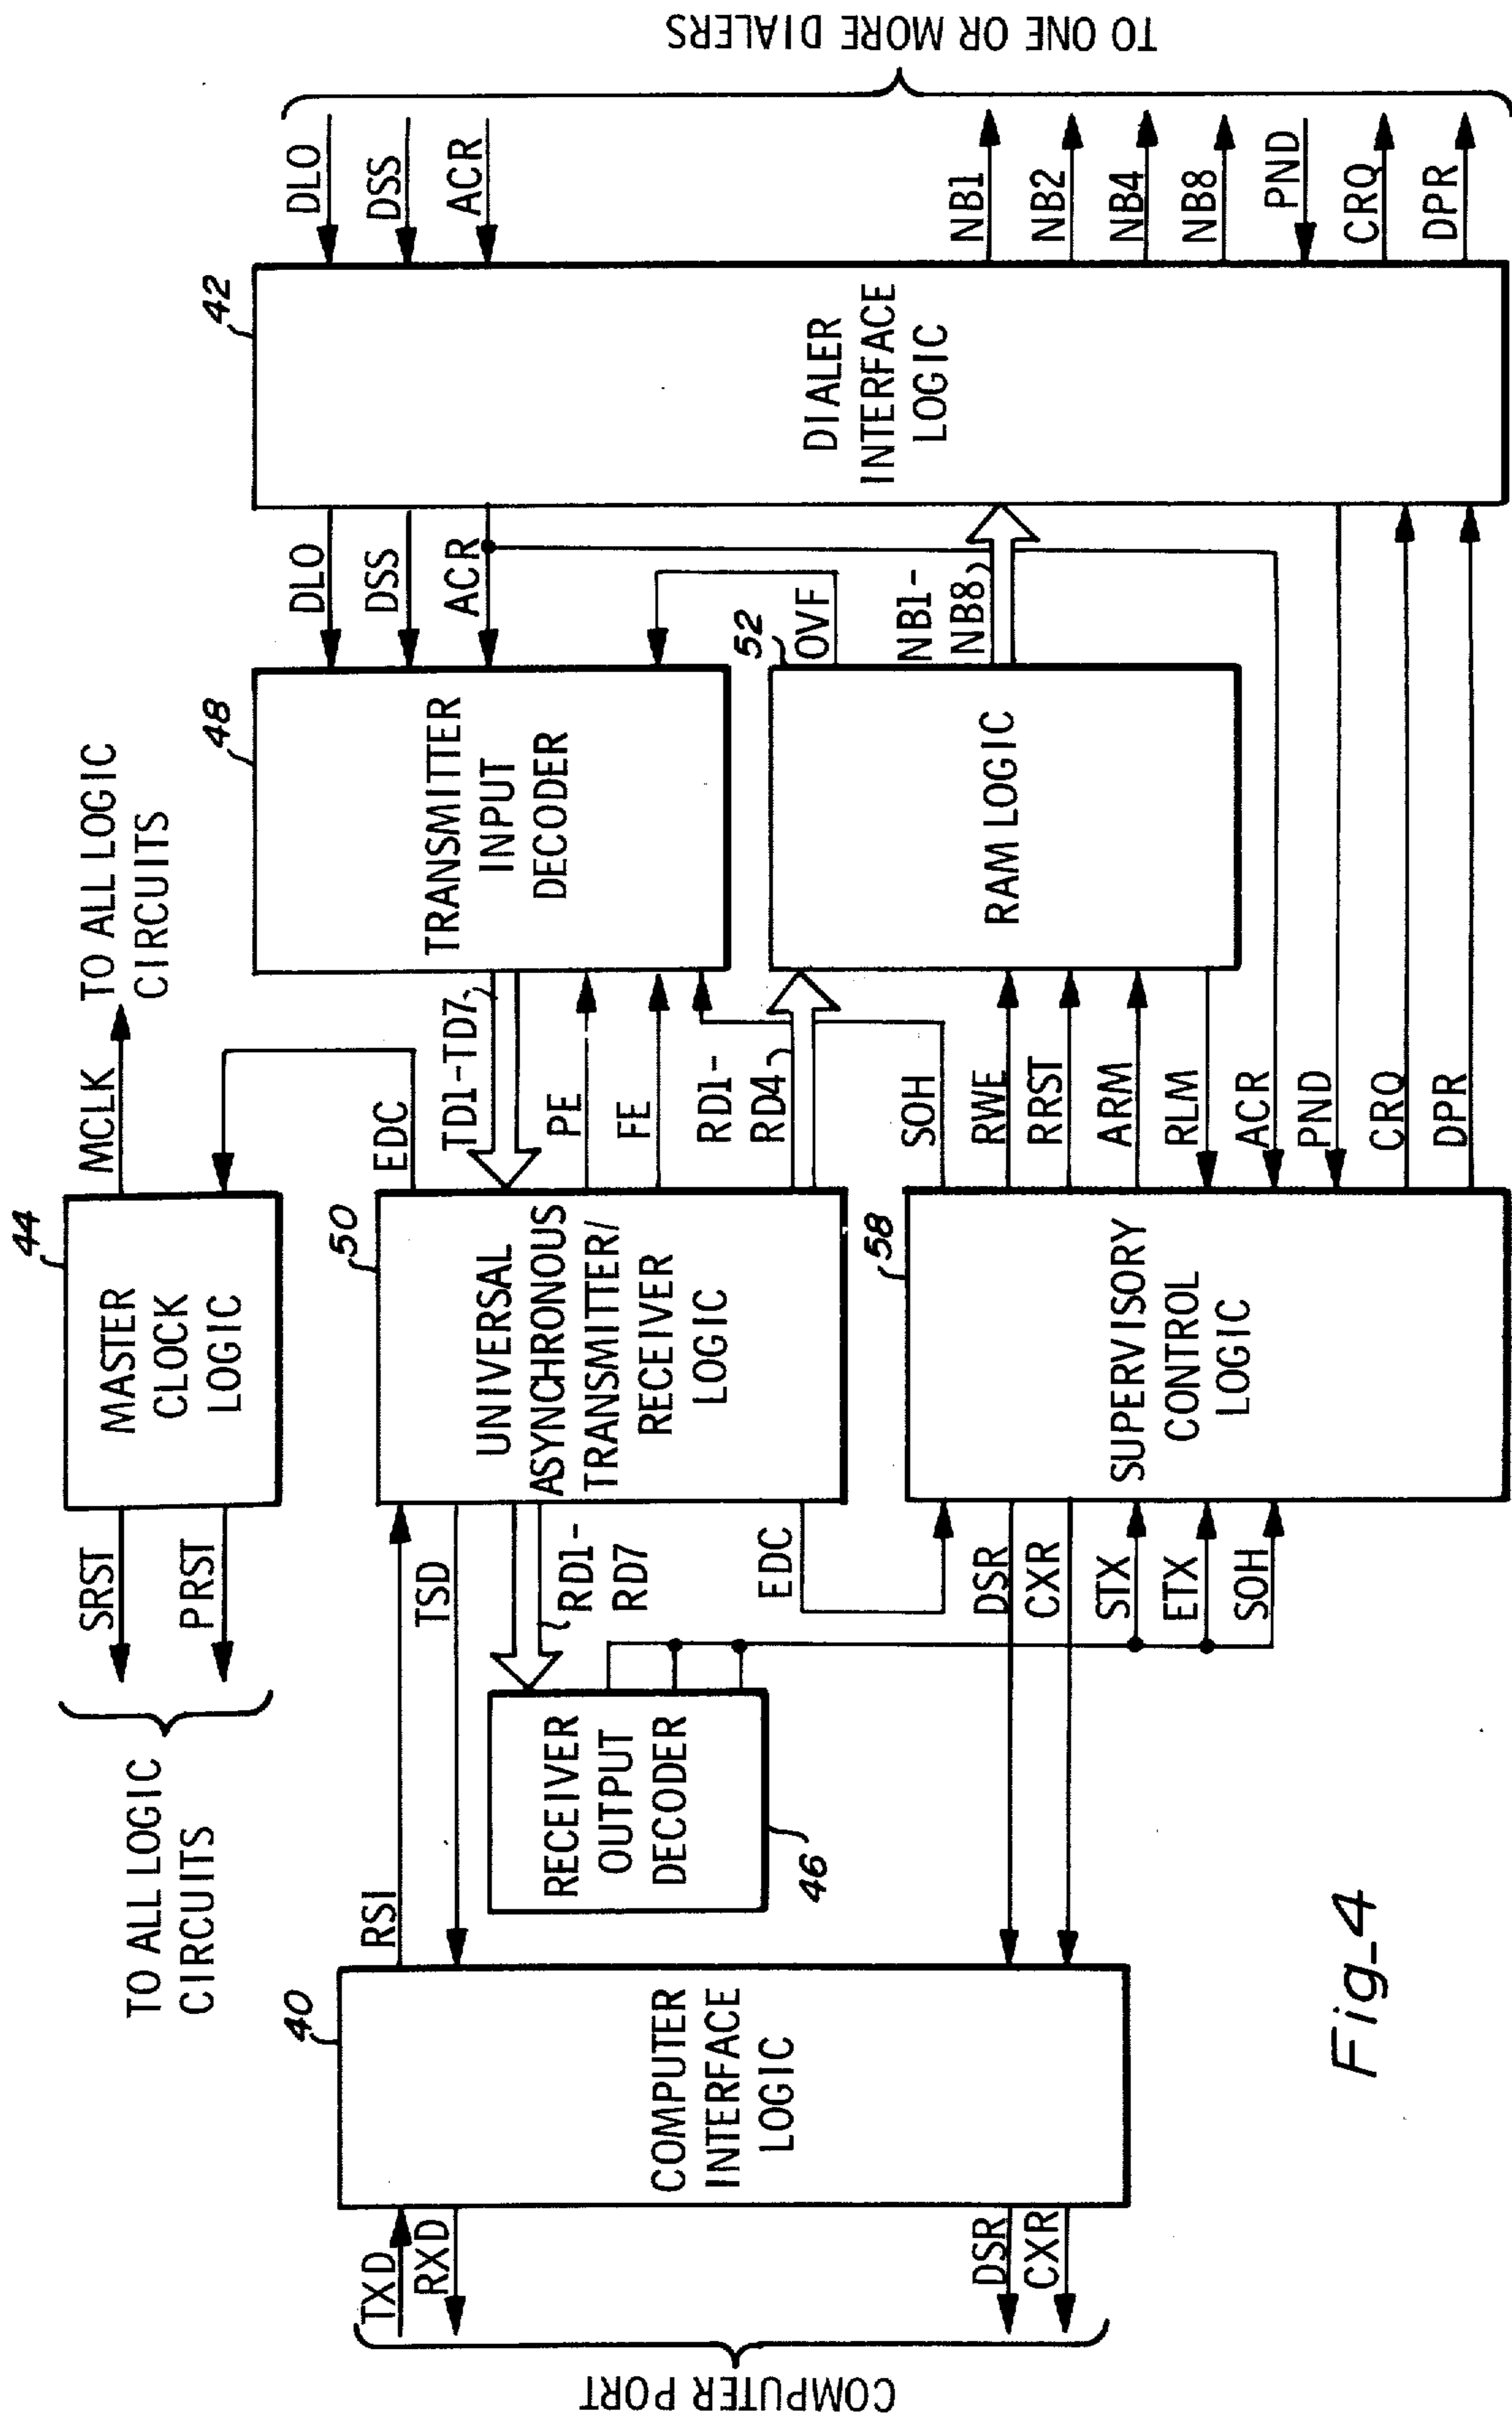 TO ALL LOGIC
CIRCUITS
SRST
PRST
44
MASTER
CLOCK
LOGIC
MCLK
TO ALL LOGIC
CIRCUITS
EDC
COMPUTER PORT
TXD
RXD
DSR
CXR
40
COMPUTER
INTERFACE
LOGIC
RSI
TSD
DSR
CXR
RECEIVER
OUTPUT
DECODER
46
RD1-
RD7
EDC
STX
ETX
SOH
50
UNIVERSAL
ASYNCHRONOUS
TRANSMITTER/
RECEIVER
LOGIC
58
SUPERVISORY
CONTROL
LOGIC
TD1-TD7
PE
FE
RD1-
RD4
SOH
RWE
RRST
ARM
RLM
ACR
PND
CRQ
DPR
48
TRANSMITTER
INPUT
DECODER
52
RAM LOGIC
DLO
DSS
ACR
OVF
NB1-
NB8
42
DIALER
INTERFACE
LOGIC
DLO
DSS
ACR
NB1
NB2
NB4
NB8
PND
CRQ
DPR
TO ONE OR MORE DIALERS
Fig_4